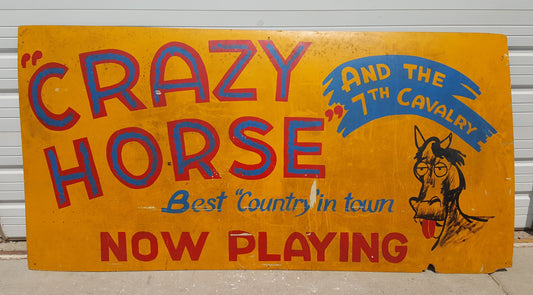 "CRAZY
HORSE"
AND THE
7TH CAVALRY
Best "Country" in town
NOW PLAYING